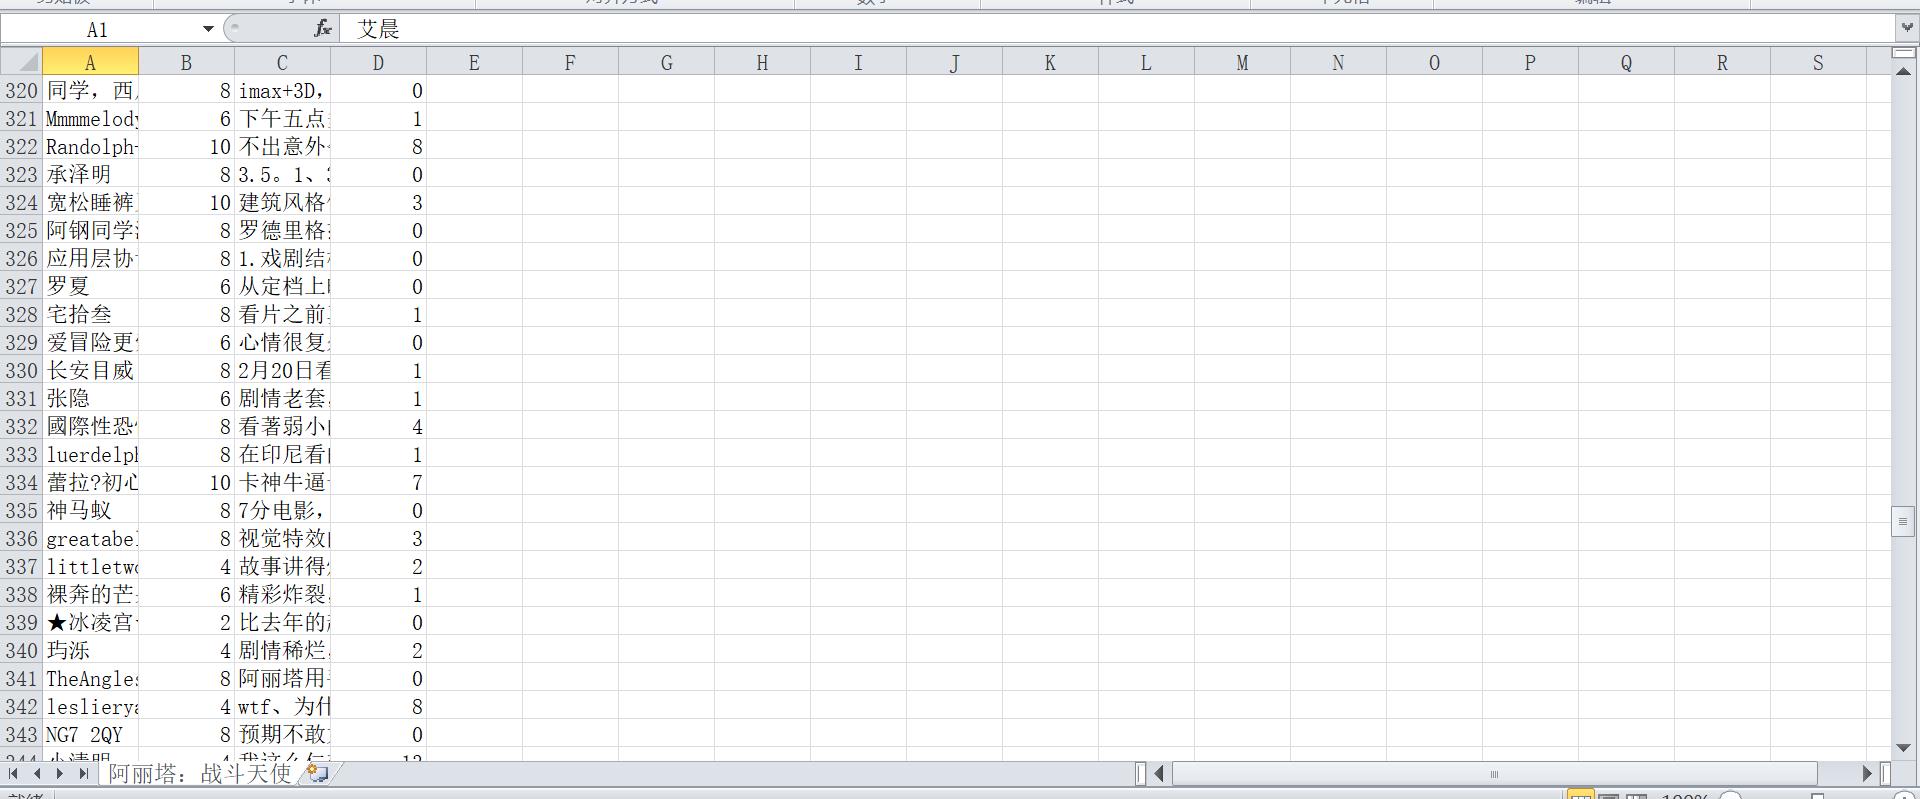 A1 fx 艾晨
A B C D E F G H I J K L M N O P Q R S
320 同学，西 8 imax+3D， 0
321 Mmmmelody 6 下午五点 1
322 Randolph 10 不出意外 8
323 承泽明 8 3.5。1、 0
324 宽松睡裤 10 建筑风格 3
325 阿钢同学 8 罗德里格 0
326 应用层协 8 1.戏剧结 0
327 罗夏 6 从定档上 0
328 宅拾叁 8 看片之前 1
329 爱冒险更 6 心情很复 0
330 长安目威 8 2月20日看 1
331 张隐 6 剧情老套 1
332 國際性恐 8 看著弱小 4
333 luerdelph 8 在印尼看 1
334 蕾拉?初心 10 卡神牛逼 7
335 神马蚁 8 7分电影， 0
336 greatabel 8 视觉特效 3
337 littletwo 4 故事讲得 2
338 裸奔的芒 6 精彩炸裂 1
339 ★冰凌宫 2 比去年的 0
340 玙泺 4 剧情稀烂 2
341 TheAngles 8 阿丽塔用 0
342 leslierya 4 wtf、为什 8
343 NG7 2QY 8 预期不敢 0
阿丽塔：战斗天使